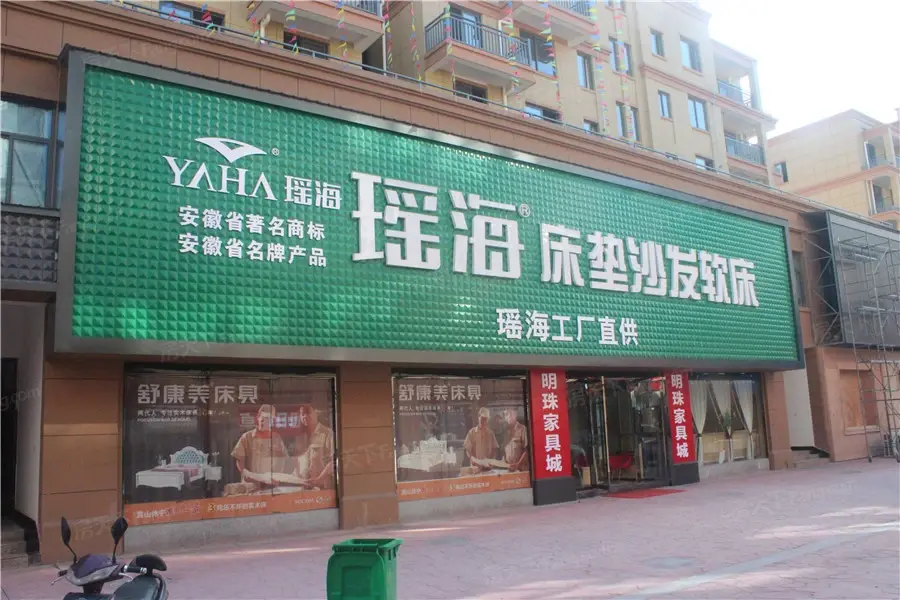 YAHA® 瑶海
安徽省著名商标
安徽省名牌产品
瑶海® 床垫沙发软床
瑶海工厂直供
舒康美床具
舒康美床具
明珠家具城
明珠家具城